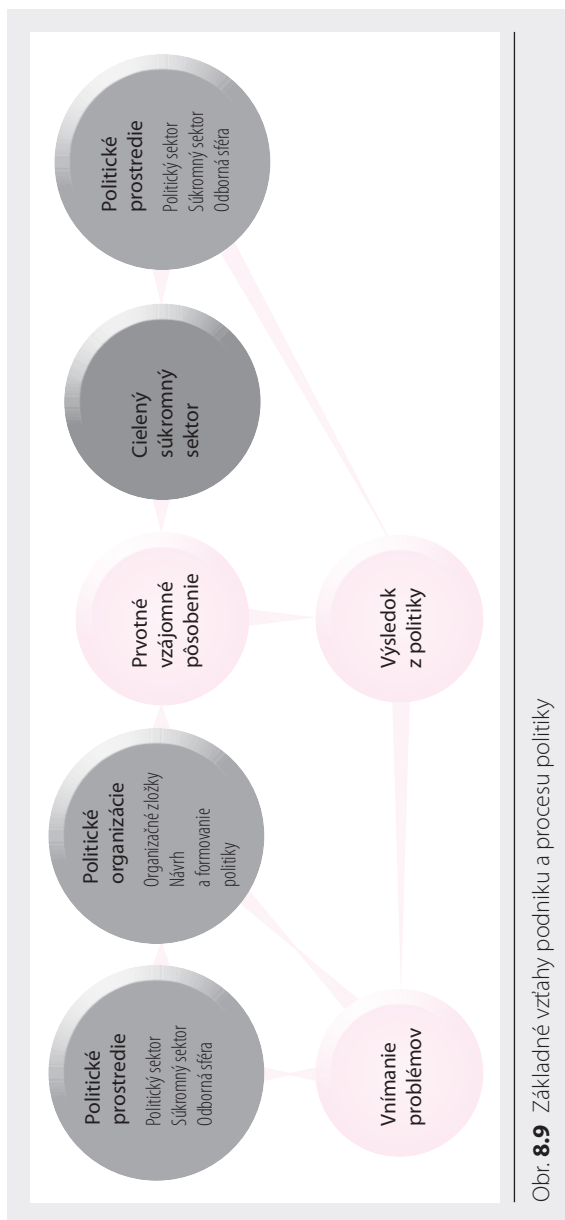 Politické
prostredie
Politický sektor
Súkromný sektor
Odborná sféra
Politické
organizácie
Organizačné zložky
Návrh
a formovanie
politiky
Prvotné
vzájomné
pôsobenie
Cielený
súkromný
sektor
Politické
prostredie
Politický sektor
Súkromný sektor
Odborná sféra
Vnímanie
problémov
Výsledok
z politiky
Obr. 8.9 Základné vzťahy podniku a procesu politiky